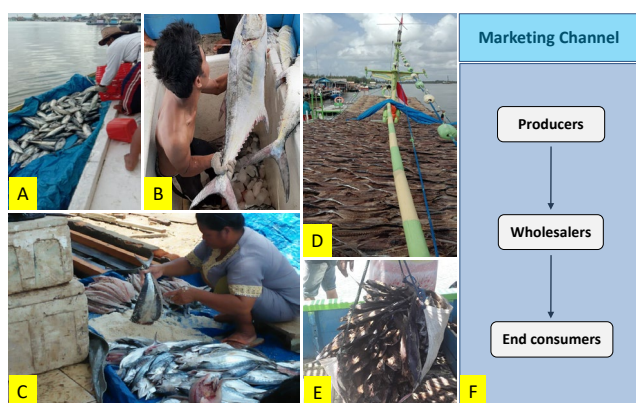 A
B
C
D
E
F
Marketing Channel
Producers
Wholesalers
End consumers